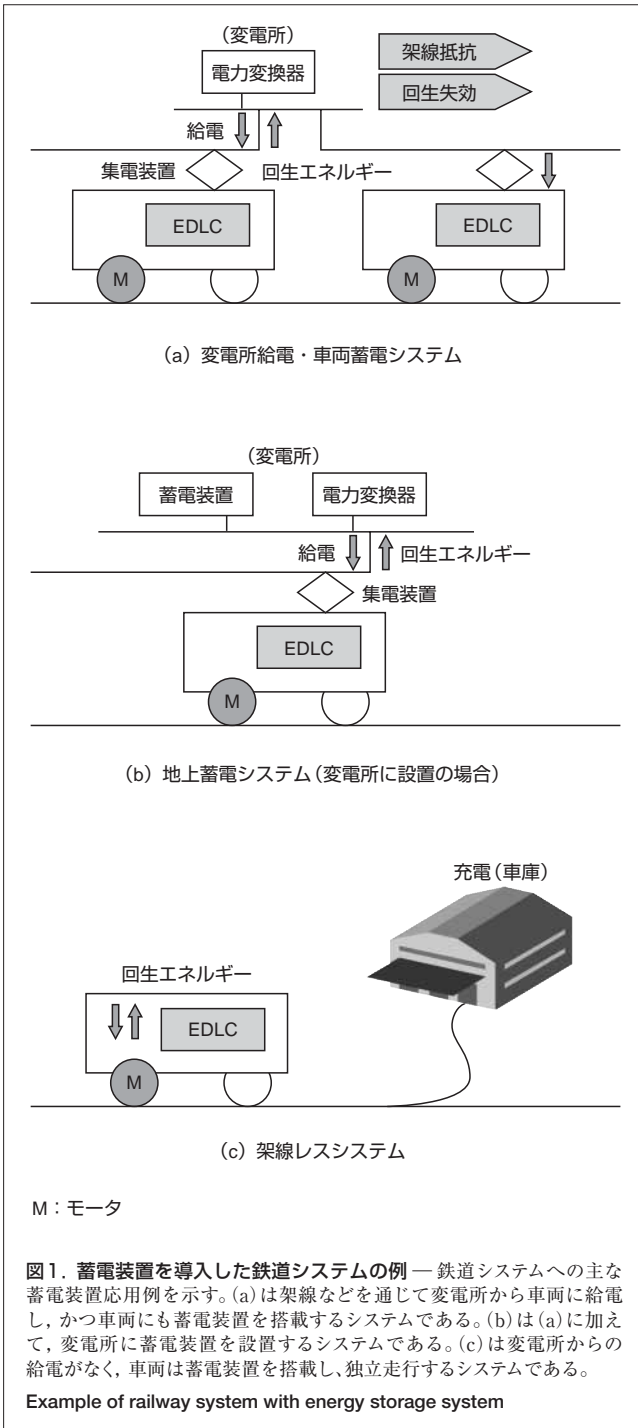 （変電所）
電力変換器
架線抵抗
回生失効
給電
集電装置
回生エネルギー
EDLC
EDLC
M
M
（a）変電所給電・車両蓄電システム
（変電所）
蓄電装置
電力変換器
給電
回生エネルギー
集電装置
EDLC
M
（b）地上蓄電システム（変電所に設置の場合）
充電（車庫）
回生エネルギー
EDLC
M
（c）架線レスシステム
M：モータ
図1．蓄電装置を導入した鉄道システムの例 — 鉄道システムへの主な
蓄電装置応用例を示す。(a)は架線などを通じて変電所から車両に給電
し，かつ車両にも蓄電装置を搭載するシステムである。(b)は(a)に加え
て，変電所に蓄電装置を設置するシステムである。(c)は変電所からの
給電がなく，車両は蓄電装置を搭載し、独立走行するシステムである。
Example of railway system with energy storage system